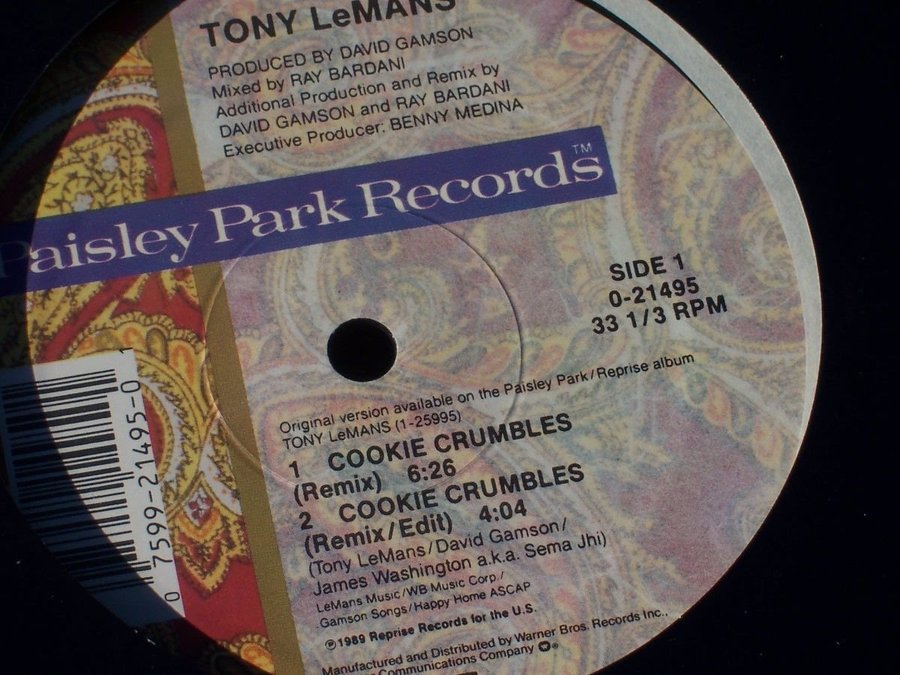 TONY LeMANS
PRODUCED BY DAVID GAMSON
Mixed by RAY BARDANI
Additional Production and Remix by
DAVID GAMSON and RAY BARDANI
Executive Producer: BENNY MEDINA
Paisley Park Records™
SIDE 1
0-21495
33 1/3 RPM
Original version available on the Paisley Park/Reprise album
TONY LeMANS (1-25995)
1 COOKIE CRUMBLES
(Remix) 6:26
2 COOKIE CRUMBLES
(Remix/Edit) 4:04
(Tony LeMans/David Gamson/
James Washington a.k.a. Sema Jhi)
LeMans Music/WB Music Corp./
Gamson Songs/Happy Home ASCAP
℗1989 Reprise Records for the U.S.
Manufactured and Distributed by Warner Bros. Records Inc.,
Communications Company
0 7599-21495-0 1